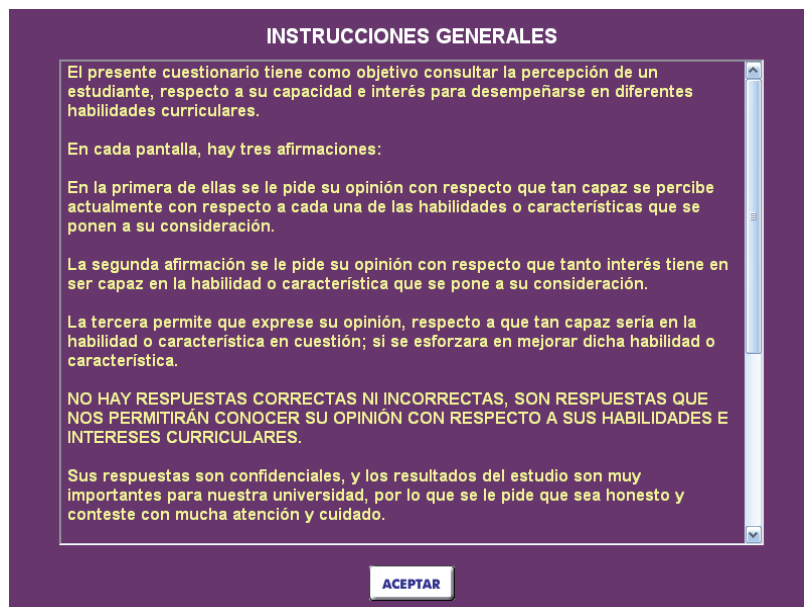 INSTRUCCIONES GENERALES
El presente cuestionario tiene como objetivo consultar la percepción de un
estudiante, respecto a su capacidad e interés para desempeñarse en diferentes
habilidades curriculares.
En cada pantalla, hay tres afirmaciones:
En la primera de ellas se le pide su opinión con respecto que tan capaz se percibe
actualmente con respecto a cada una de las habilidades o características que se
ponen a su consideración.
La segunda afirmación se le pide su opinión con respecto que tanto interés tiene en
ser capaz en la habilidad o característica que se pone a su consideración.
La tercera permite que exprese su opinión, respecto a que tan capaz sería en la
habilidad o característica en cuestión; si se esforzara en mejorar dicha habilidad o
característica.
NO HAY RESPUESTAS CORRECTAS NI INCORRECTAS, SON RESPUESTAS QUE
NOS PERMITIRÁN CONOCER SU OPINIÓN CON RESPECTO A SUS HABILIDADES E
INTERESES CURRICULARES.
Sus respuestas son confidenciales, y los resultados del estudio son muy
importantes para nuestra universidad, por lo que se le pide que sea honesto y
conteste con mucha atención y cuidado.
ACEPTAR